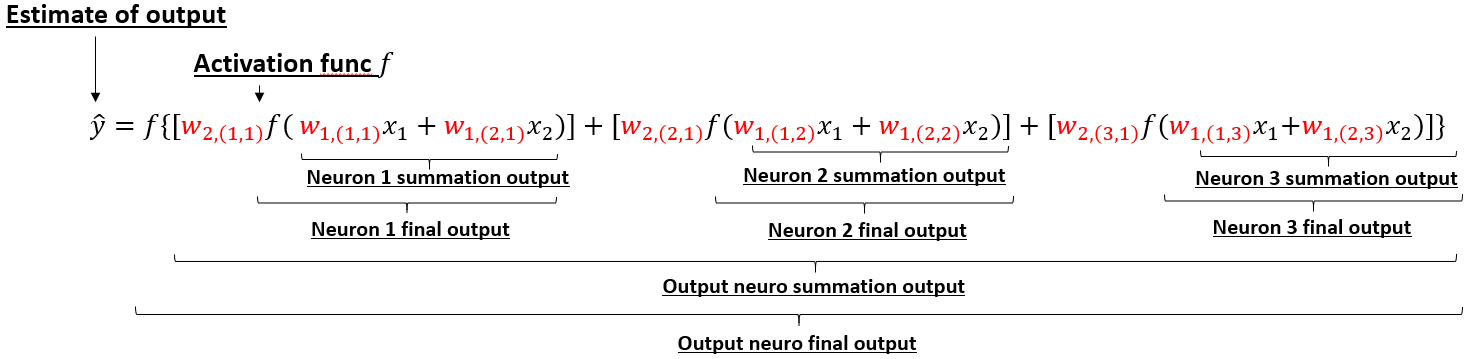 Estimate of output
Activation func f
ŷ = f{[w₂,₍₁,₁₎f( w₁,₍₁,₁₎x₁ + w₁,₍₂,₁₎x₂)] + [w₂,₍₂,₁₎f(w₁,₍₁,₂₎x₁ + w₁,₍₂,₂₎x₂)] + [w₂,₍₃,₁₎f(w₁,₍₁,₃₎x₁+w₁,₍₂,₃₎x₂)]}
Neuron 1 summation output Neuron 2 summation output Neuron 3 summation output
Neuron 1 final output Neuron 2 final output Neuron 3 final output
Output neuro summation output
Output neuro final output